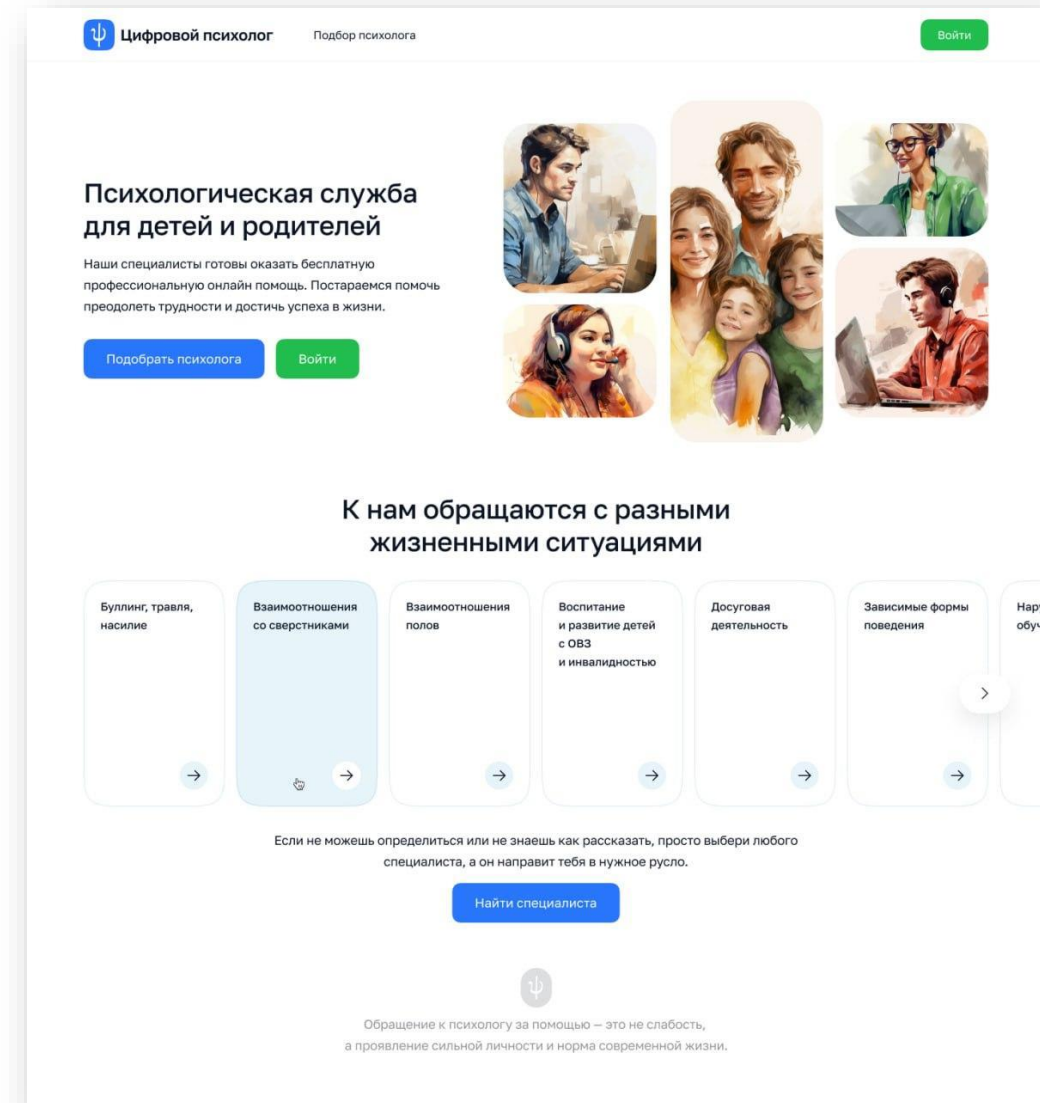 Цифровой психолог
Подбор психолога
Войти
Психологическая служба
для детей и родителей
Наши специалисты готовы оказать бесплатную
профессиональную онлайн помощь. Постараемся помочь
преодолеть трудности и достичь успеха в жизни.
Подобрать психолога
Войти
К нам обращаются с разными
жизненными ситуациями
Буллинг, травля,
насилие
Взаимоотношения
со сверстниками
Взаимоотношения
полов
Воспитание
и развитие детей
с ОВЗ
и инвалидностью
Досуговая
деятельность
Зависимые формы
поведения
Если не можешь определиться или не знаешь как рассказать, просто выбери любого
специалиста, а он направит тебя в нужное русло.
Найти специалиста
Обращение к психологу за помощью — это не слабость,
а проявление сильной личности и норма современной жизни.